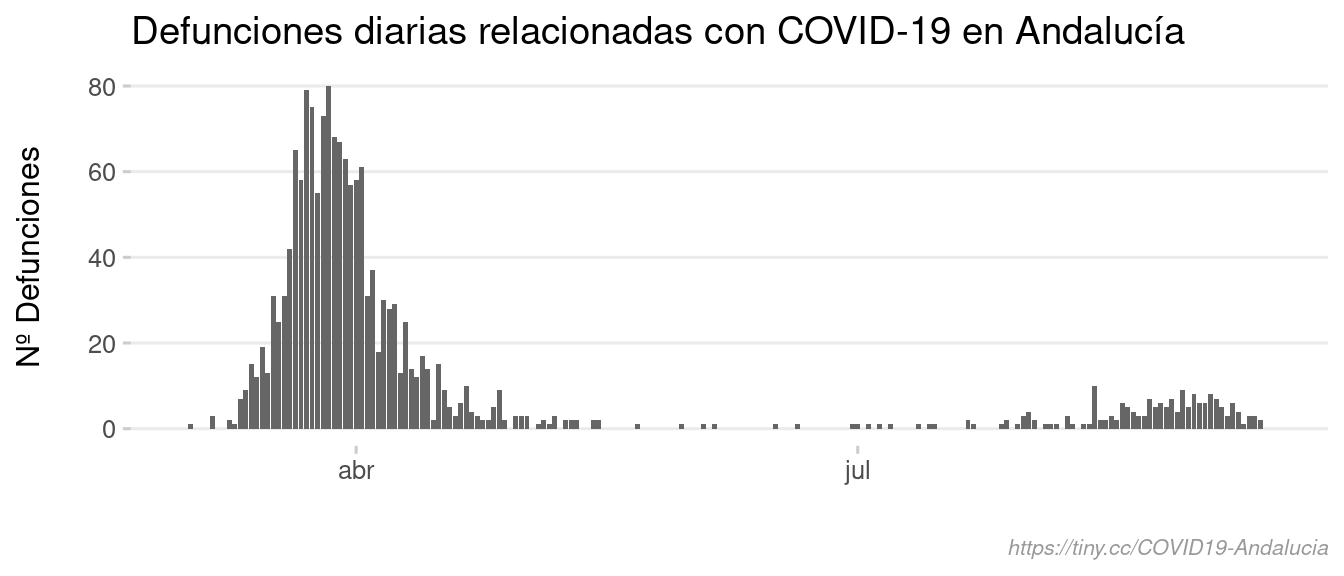 Defunciones diarias relacionadas con COVID-19 en Andalucía
Nº Defunciones
80
60
40
20
0
abr
jul
https://tiny.cc/COVID19-Andalucia